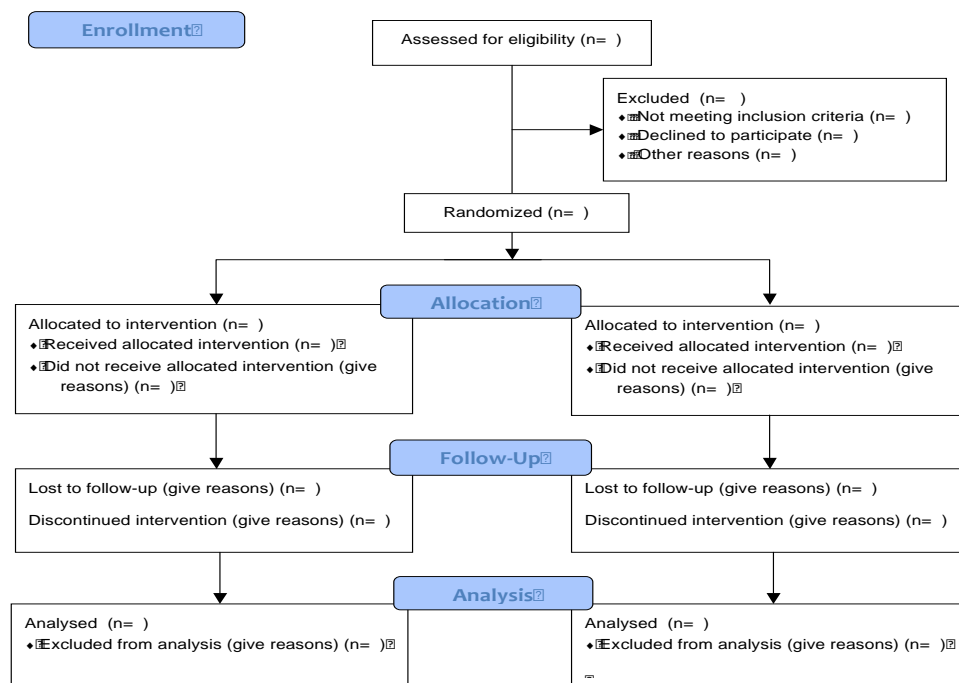 Enrollment
Assessed for eligibility (n= )
Excluded (n= )
◆Not meeting inclusion criteria (n= )
◆Declined to participate (n= )
◆Other reasons (n= )
Randomized (n= )
Allocation
Allocated to intervention (n= )
◆Received allocated intervention (n= )
◆Did not receive allocated intervention (give
reasons) (n= )
Allocated to intervention (n= )
◆Received allocated intervention (n= )
◆Did not receive allocated intervention (give
reasons) (n= )
Follow-Up
Lost to follow-up (give reasons) (n= )
Discontinued intervention (give reasons) (n= )
Lost to follow-up (give reasons) (n= )
Discontinued intervention (give reasons) (n= )
Analysis
Analysed (n= )
◆Excluded from analysis (give reasons) (n= )
Analysed (n= )
◆Excluded from analysis (give reasons) (n= )